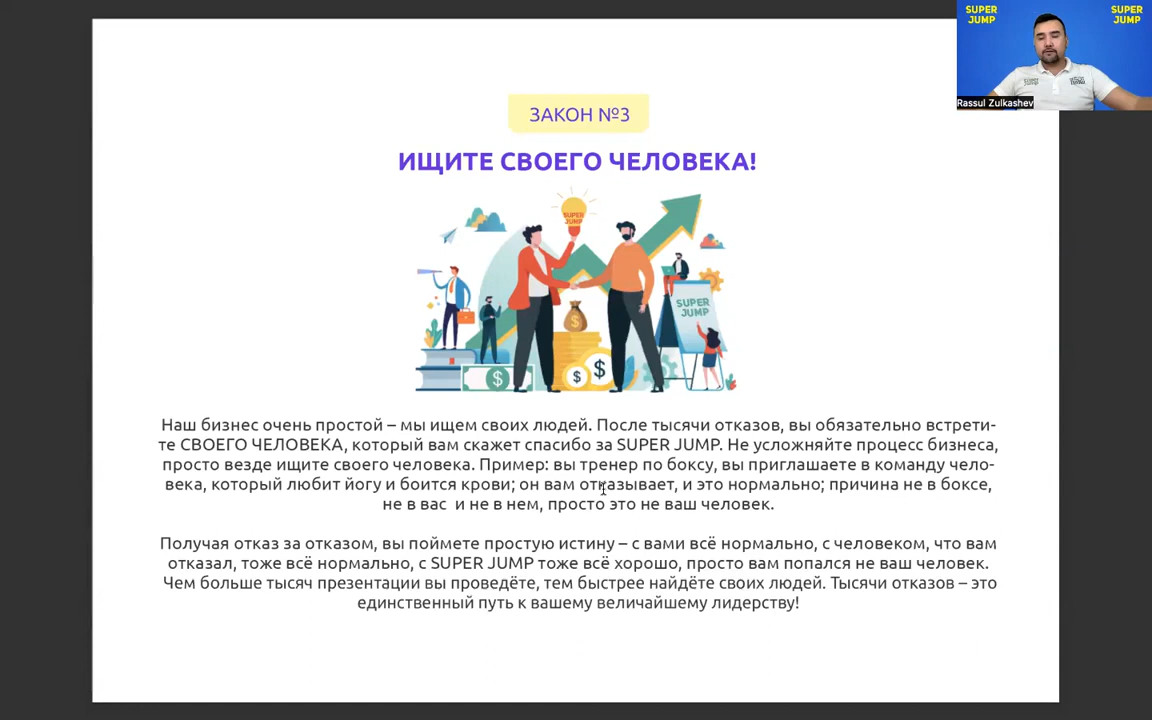 SUPER
JUMP
SUPER
JUMP
Rassul Zulkashev
ЗАКОН №3
ИЩИТЕ СВОЕГО ЧЕЛОВЕКА!
SUPER
JUMP
SUPER
JUMP
Наш бизнес очень простой – мы ищем своих людей. После тысячи отказов, вы обязательно встрети-
те СВОЕГО ЧЕЛОВЕКА, который вам скажет спасибо за SUPER JUMP. Не усложняйте процесс бизнеса,
просто везде ищите своего человека. Пример: вы тренер по боксу, вы приглашаете в команду чело-
века, который любит йогу и боится крови; он вам отказывает, и это нормально; причина не в боксе,
не в вас и не в нем, просто это не ваш человек.
Получая отказ за отказом, вы поймете простую истину – с вами всё нормально, с человеком, что вам
отказал, тоже всё нормально, с SUPER JUMP тоже всё хорошо, просто вам попался не ваш человек.
Чем больше тысяч презентации вы проведёте, тем быстрее найдёте своих людей. Тысячи отказов – это
единственный путь к вашему величайшему лидерству!